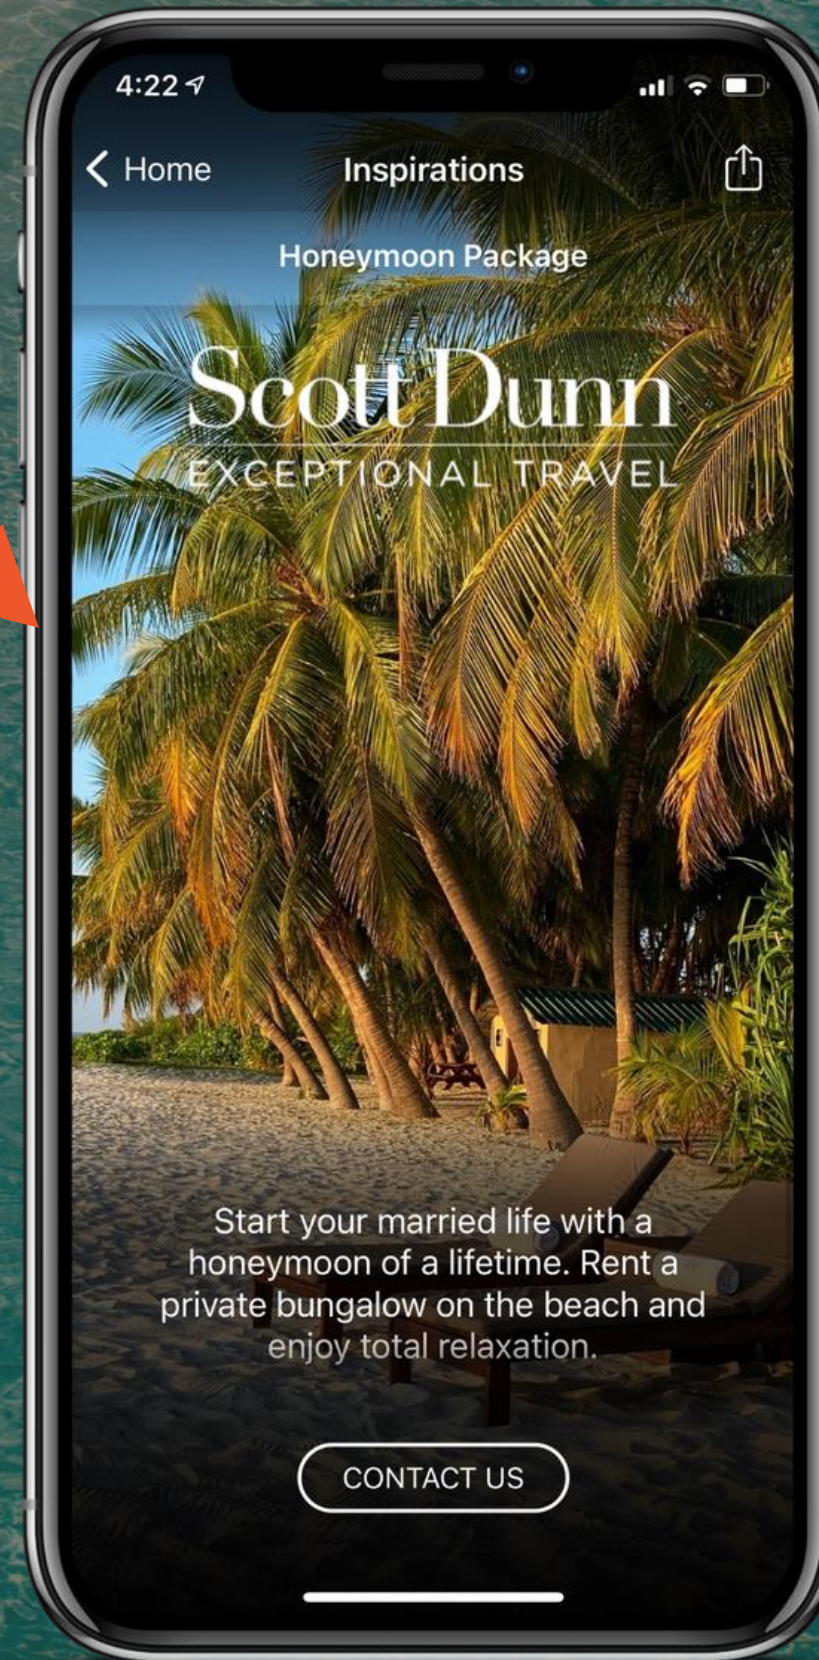 4:22
Home
Inspirations
Honeymoon Package
Scott Dunn
EXCEPTIONAL TRAVEL
Start your married life with a
honeymoon of a lifetime. Rent a
private bungalow on the beach and
enjoy total relaxation.
CONTACT US